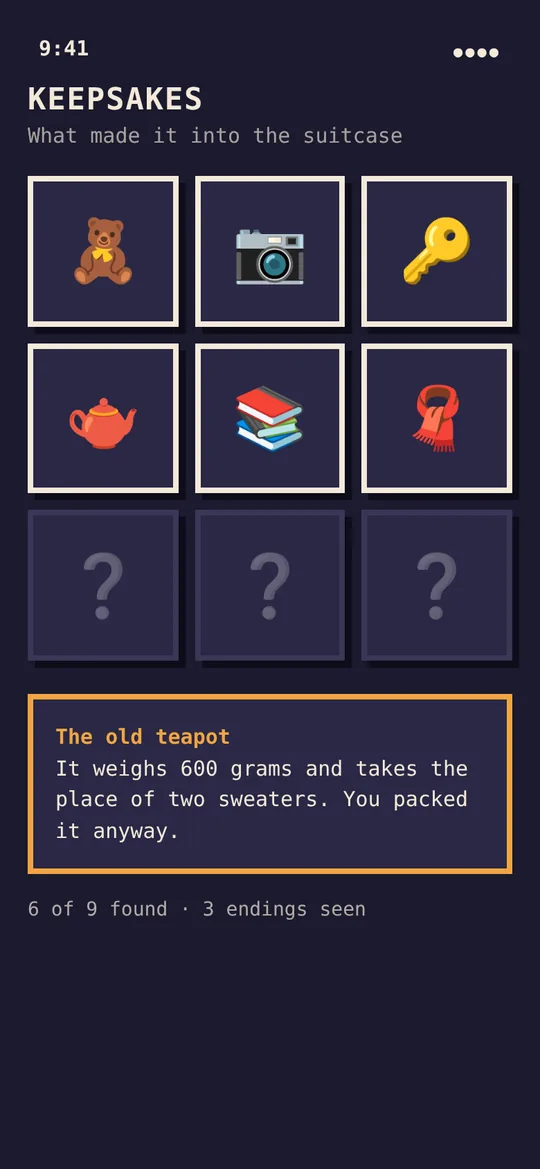 9:41
KEEPSAKES
What made it into the suitcase
? ? ?
The old teapot
It weighs 600 grams and takes the
place of two sweaters. You packed
it anyway.
6 of 9 found · 3 endings seen